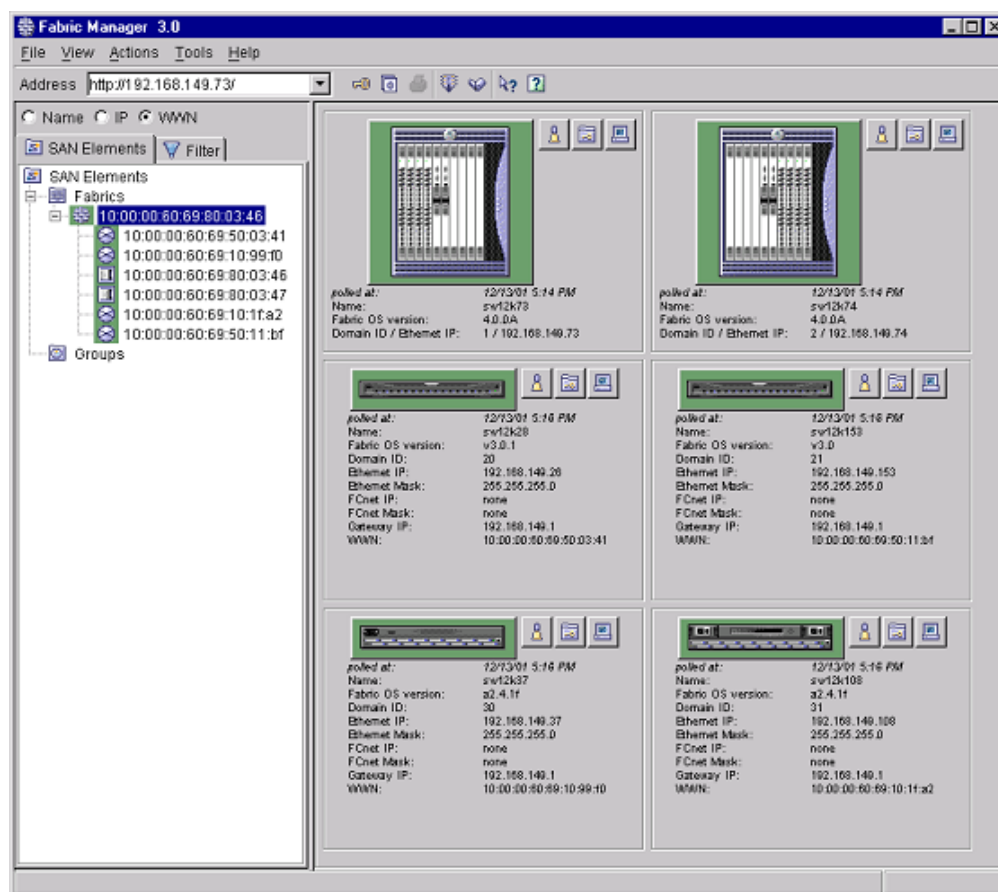 Fabric Manager 3.0
File View Actions Tools Help
Address http://192.168.149.73/
Name IP WWN
SAN Elements Filter
SAN Elements
Fabrics
10:00:00:60:69:80:03:46
10:00:00:60:69:50:03:41
10:00:00:60:69:10:99:f0
10:00:00:60:69:80:03:46
10:00:00:60:69:80:03:47
10:00:00:60:69:10:1f:a2
10:00:00:60:69:50:11:bf
Groups
polled at: 12/13/01 5:14 PM
Name: sw12k73
Fabric OS version: 4.0.0A
Domain ID / Ethernet IP: 1 / 192.168.149.73
polled at: 12/13/01 5:14 PM
Name: sw12k74
Fabric OS version: 4.0.0A
Domain ID / Ethernet IP: 2 / 192.168.149.74
polled at: 12/13/01 5:16 PM
Name: sw12k28
Fabric OS version: v3.0.1
Domain ID: 20
Ethernet IP: 192.168.149.26
Ethernet Mask: 255.255.255.0
FCnet IP: none
FCnet Mask: none
Gateway IP: 192.168.149.1
WWN: 10:00:00:60:69:50:03:41
polled at: 12/13/01 5:16 PM
Name: sw12k153
Fabric OS version: v3.0
Domain ID: 21
Ethernet IP: 192.168.149.153
Ethernet Mask: 255.255.255.0
FCnet IP: none
FCnet Mask: none
Gateway IP: 192.168.149.1
WWN: 10:00:00:60:69:50:11:bf
polled at: 12/13/01 5:16 PM
Name: sw12k37
Fabric OS version: a2.4.1f
Domain ID: 30
Ethernet IP: 192.168.149.37
Ethernet Mask: 255.255.255.0
FCnet IP: none
FCnet Mask: none
Gateway IP: 192.168.149.1
WWN: 10:00:00:60:69:10:99:f0
polled at: 12/13/01 5:16 PM
Name: sw12k108
Fabric OS version: a2.4.1f
Domain ID: 31
Ethernet IP: 192.168.149.108
Ethernet Mask: 255.255.255.0
FCnet IP: none
FCnet Mask: none
Gateway IP: 192.168.149.1
WWN: 10:00:00:60:69:10:1f:a2